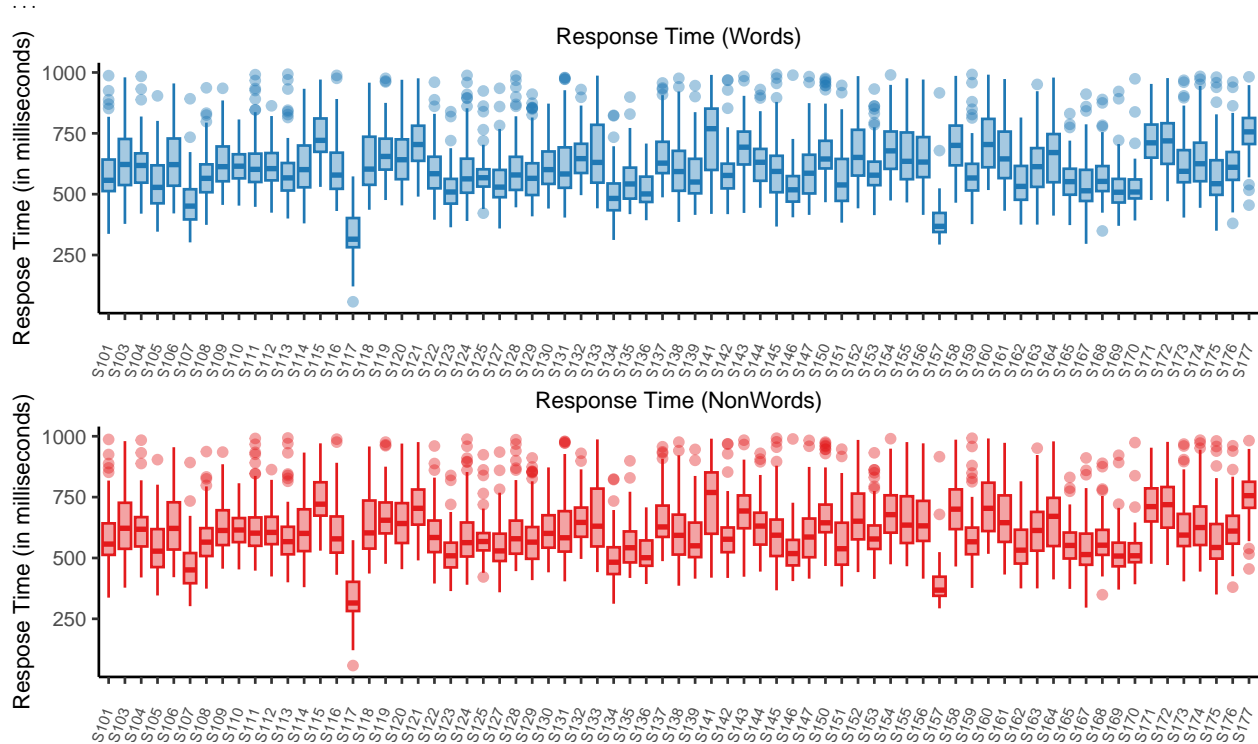 ...
Response Time (Words)
Respose Time (in milliseconds)
1000
750
500
250
S101 S103 S104 S105 S106 S107 S108 S109 S110 S111 S112 S113 S114 S115 S116 S117 S118 S119 S120 S121 S122 S123 S124 S125 S127 S128 S129 S130 S131 S132 S133 S134 S135 S136 S137 S138 S139 S141 S142 S143 S144 S145 S146 S147 S150 S151 S152 S153 S154 S155 S156 S157 S158 S159 S160 S161 S162 S163 S164 S165 S167 S168 S169 S170 S171 S172 S173 S174 S175 S176 S177
Response Time (NonWords)
Respose Time (in milliseconds)
1000
750
500
250
S101 S103 S104 S105 S106 S107 S108 S109 S110 S111 S112 S113 S114 S115 S116 S117 S118 S119 S120 S121 S122 S123 S124 S125 S127 S128 S129 S130 S131 S132 S133 S134 S135 S136 S137 S138 S139 S141 S142 S143 S144 S145 S146 S147 S150 S151 S152 S153 S154 S155 S156 S157 S158 S159 S160 S161 S162 S163 S164 S165 S167 S168 S169 S170 S171 S172 S173 S174 S175 S176 S177